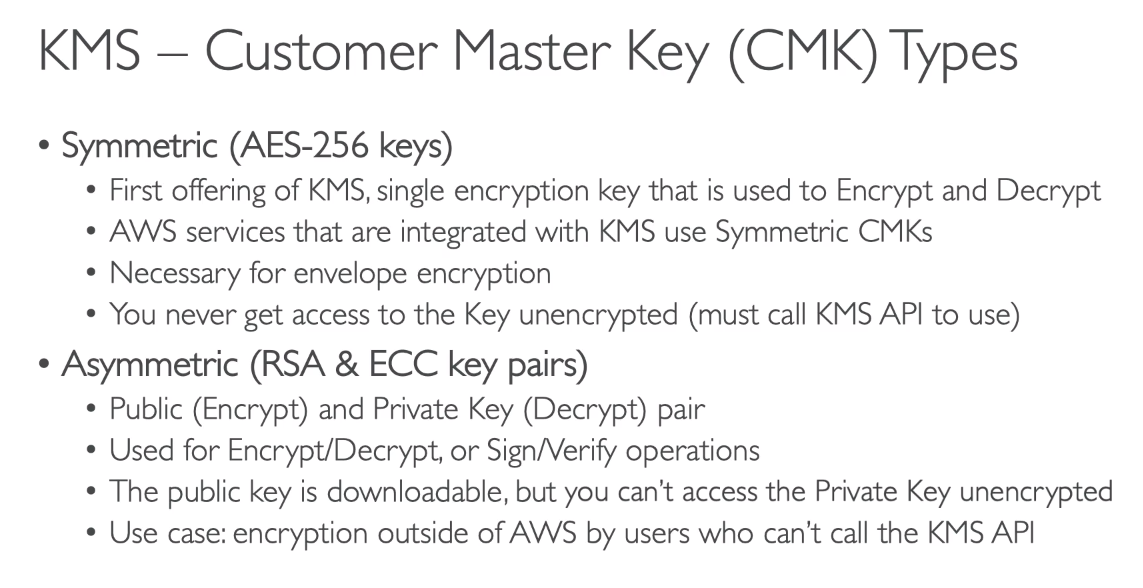 KMS – Customer Master Key (CMK) Types
• Symmetric (AES-256 keys)
• First offering of KMS, single encryption key that is used to Encrypt and Decrypt
• AWS services that are integrated with KMS use Symmetric CMKs
• Necessary for envelope encryption
• You never get access to the Key unencrypted (must call KMS API to use)
• Asymmetric (RSA & ECC key pairs)
• Public (Encrypt) and Private Key (Decrypt) pair
• Used for Encrypt/Decrypt, or Sign/Verify operations
• The public key is downloadable, but you can’t access the Private Key unencrypted
• Use case: encryption outside of AWS by users who can’t call the KMS API